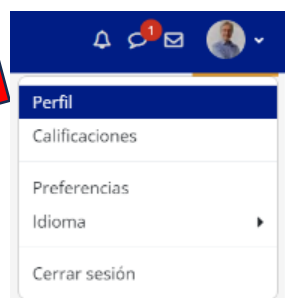 1
Perfil
Calificaciones
Preferencias
Idioma
Cerrar sesión